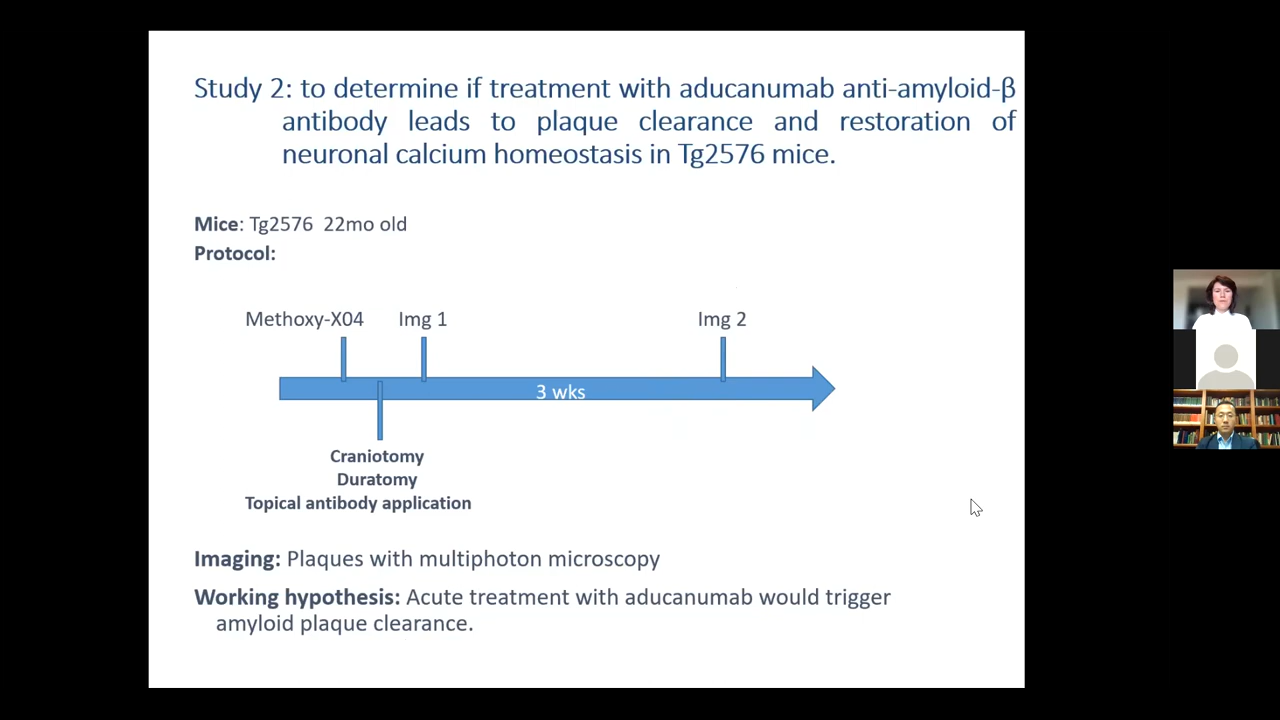 Study 2: to determine if treatment with aducanumab anti-amyloid-β
antibody leads to plaque clearance and restoration of
neuronal calcium homeostasis in Tg2576 mice.
Mice: Tg2576 22mo old
Protocol:
Methoxy-X04 Img 1 Img 2
3 wks
Craniotomy
Duratomy
Topical antibody application
Imaging: Plaques with multiphoton microscopy
Working hypothesis: Acute treatment with aducanumab would trigger
amyloid plaque clearance.